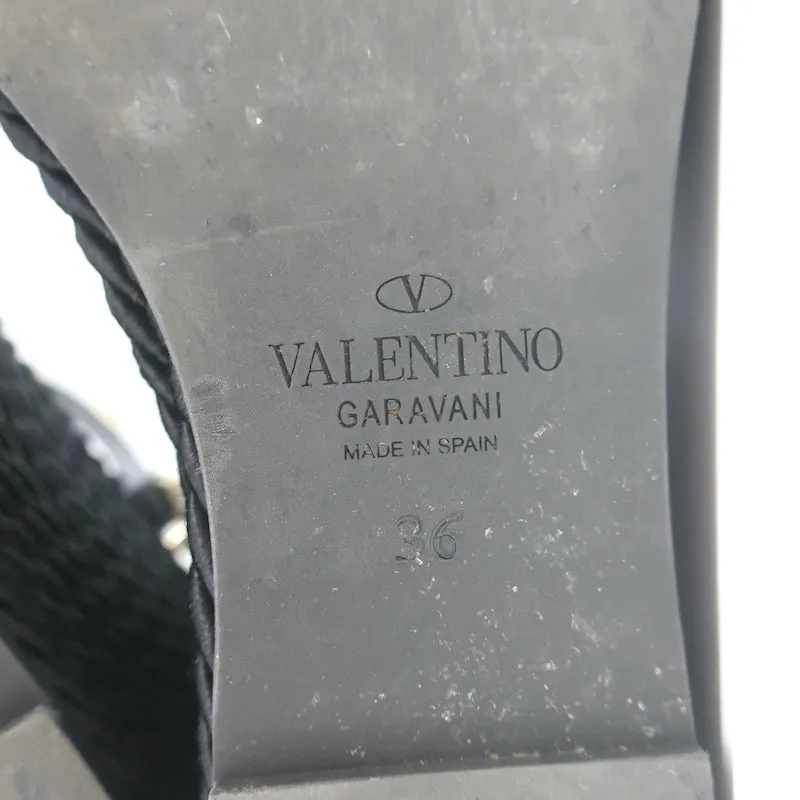 V
VALENTINO
GARAVANI
MADE IN SPAIN
36